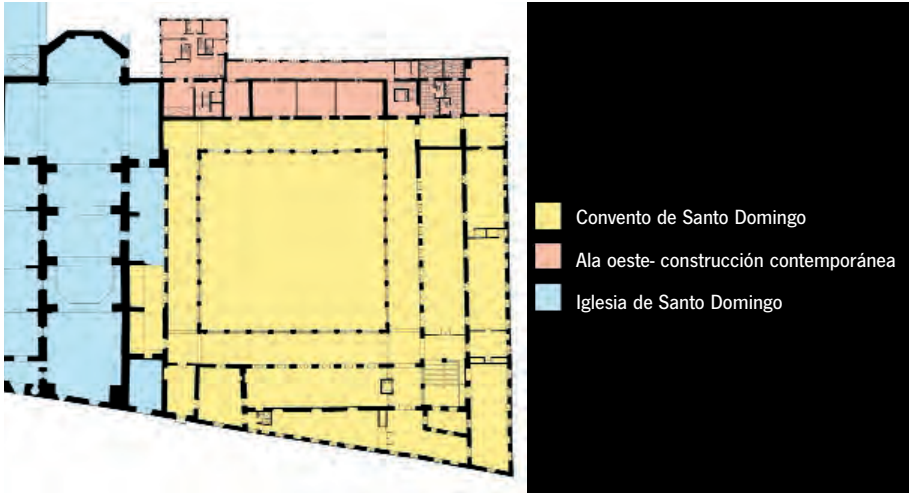 Convento de Santo Domingo
Ala oeste- construcción contemporánea
Iglesia de Santo Domingo